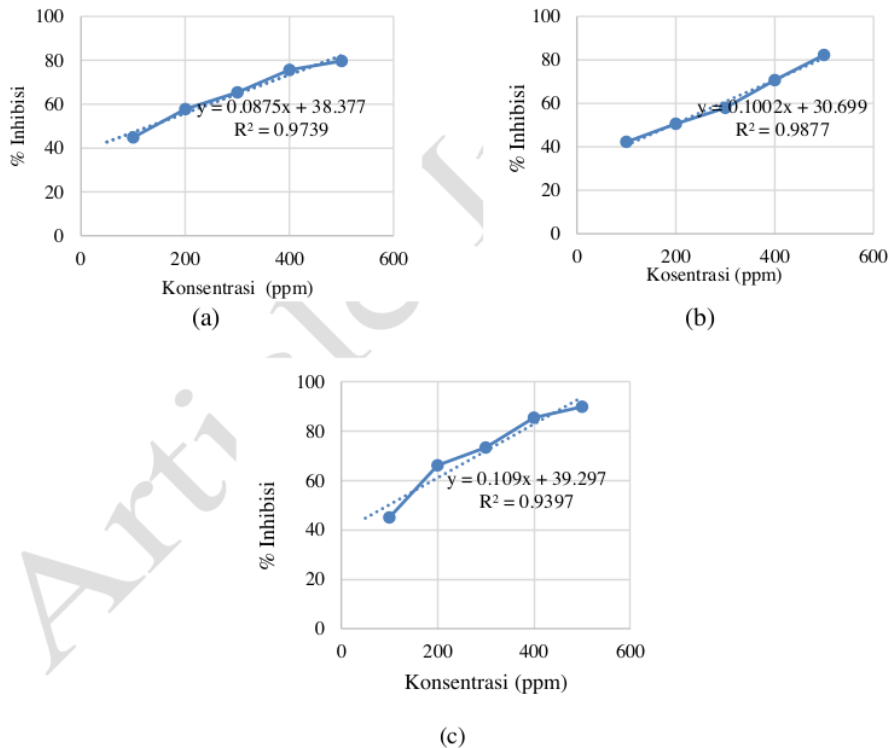 100
80
60
40
20
0
% Inhibisi
y = 0.0875x + 38.377
R² = 0.9739
0 200 400 600
Konsentrasi (ppm)
(a)
100
80
60
40
20
0
% Inhibisi
y = 0.1002x + 30.699
R² = 0.9877
0 200 400 600
Kosentrasi (ppm)
(b)
100
80
60
40
20
0
% Inhibisi
y = 0.109x + 39.297
R² = 0.9397
0 200 400 600
Konsentrasi (ppm)
(c)